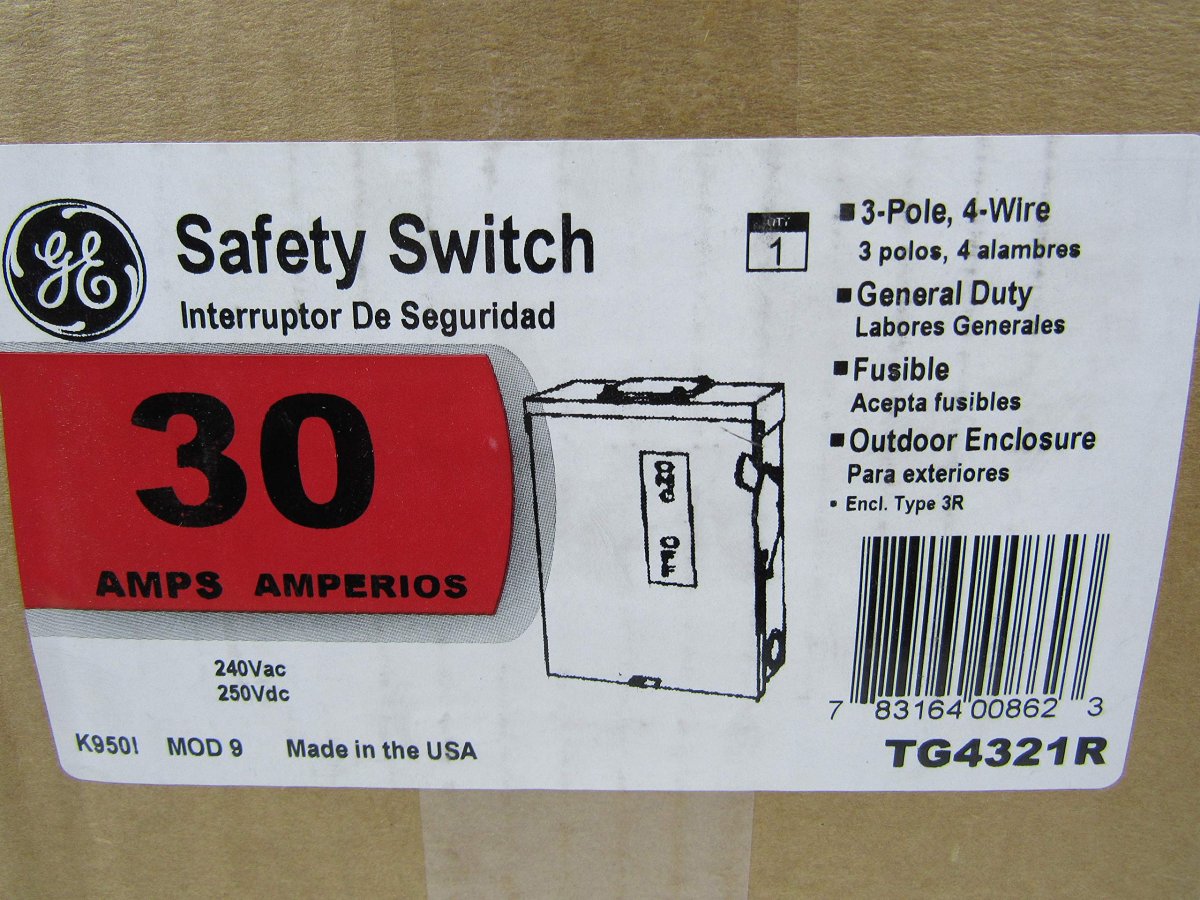 GE
Safety Switch
Interruptor De Seguridad
QTY
1
30
AMPS AMPERIOS
240Vac
250Vdc
K950! MOD 9 Made in the USA
ON
OFF
■ 3-Pole, 4-Wire
3 polos, 4 alambres
■ General Duty
Labores Generales
■ Fusible
Acepta fusibles
■ Outdoor Enclosure
Para exteriores
• Encl. Type 3R
7 83164 00862 3
TG4321R